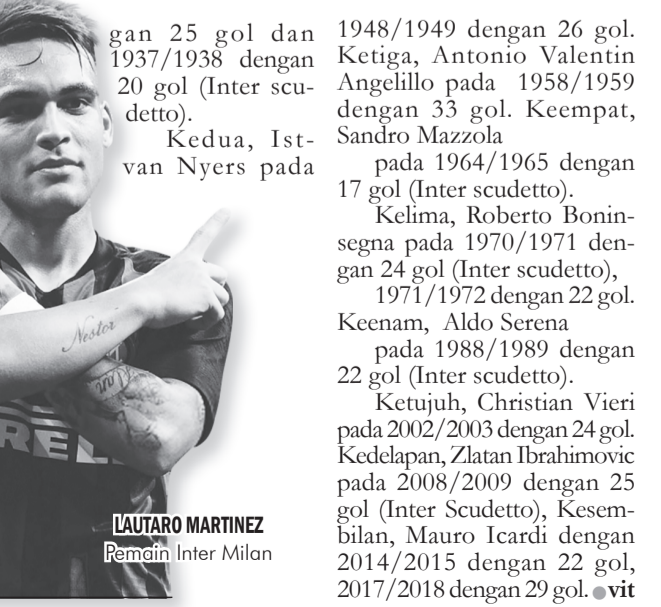 gan 25 gol dan
1937/1938 dengan
20 gol (Inter scu-
detto).
Kedua, Ist-
van Nyers pada
1948/1949 dengan 26 gol.
Ketiga, Antonio Valentin
Angelillo pada 1958/1959
dengan 33 gol. Keempat,
Sandro Mazzola
pada 1964/1965 dengan
17 gol (Inter scudetto).
Kelima, Roberto Bonin-
segna pada 1970/1971 den-
gan 24 gol (Inter scudetto),
1971/1972 dengan 22 gol.
Keenam, Aldo Serena
pada 1988/1989 dengan
22 gol (Inter scudetto).
Ketujuh, Christian Vieri
pada 2002/2003 dengan 24 gol.
Kedelapan, Zlatan Ibrahimovic
pada 2008/2009 dengan 25
gol (Inter Scudetto), Kesem-
bilan, Mauro Icardi dengan
2014/2015 dengan 22 gol,
2017/2018 dengan 29 gol. ●vit
Nestor
RELL
LAUTARO MARTINEZ
Pemain Inter Milan